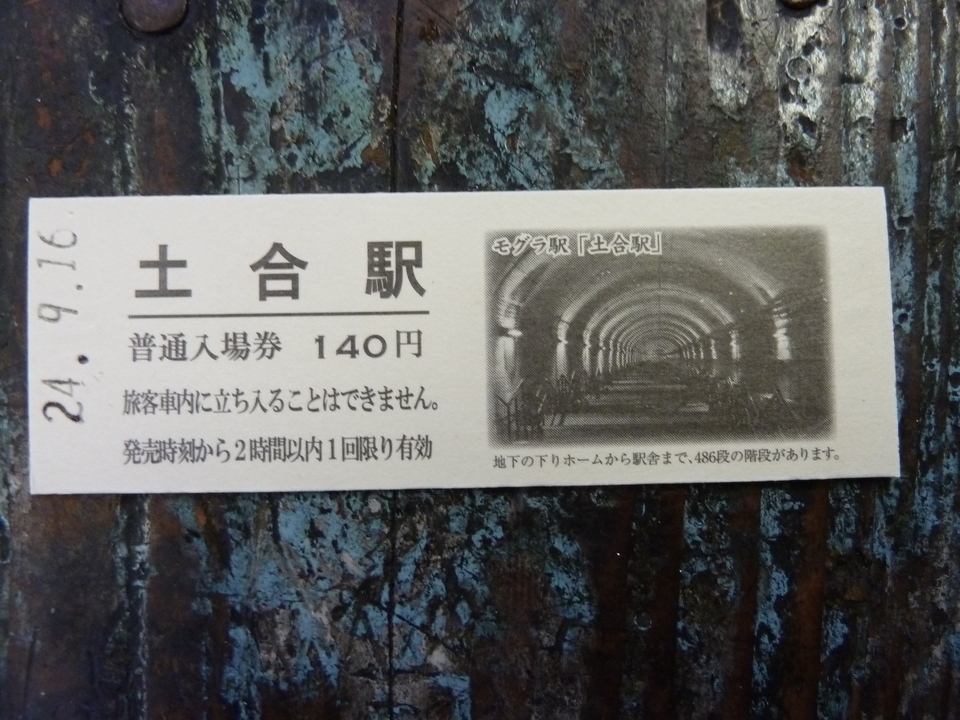 24. 9.16
土合駅
普通入場券 140円
旅客車内に立ち入ることはできません。
発売時刻から2時間以内1回限り有効
モグラ駅「土合駅」
地下の下りホームから駅舎まで、486段の階段があります。